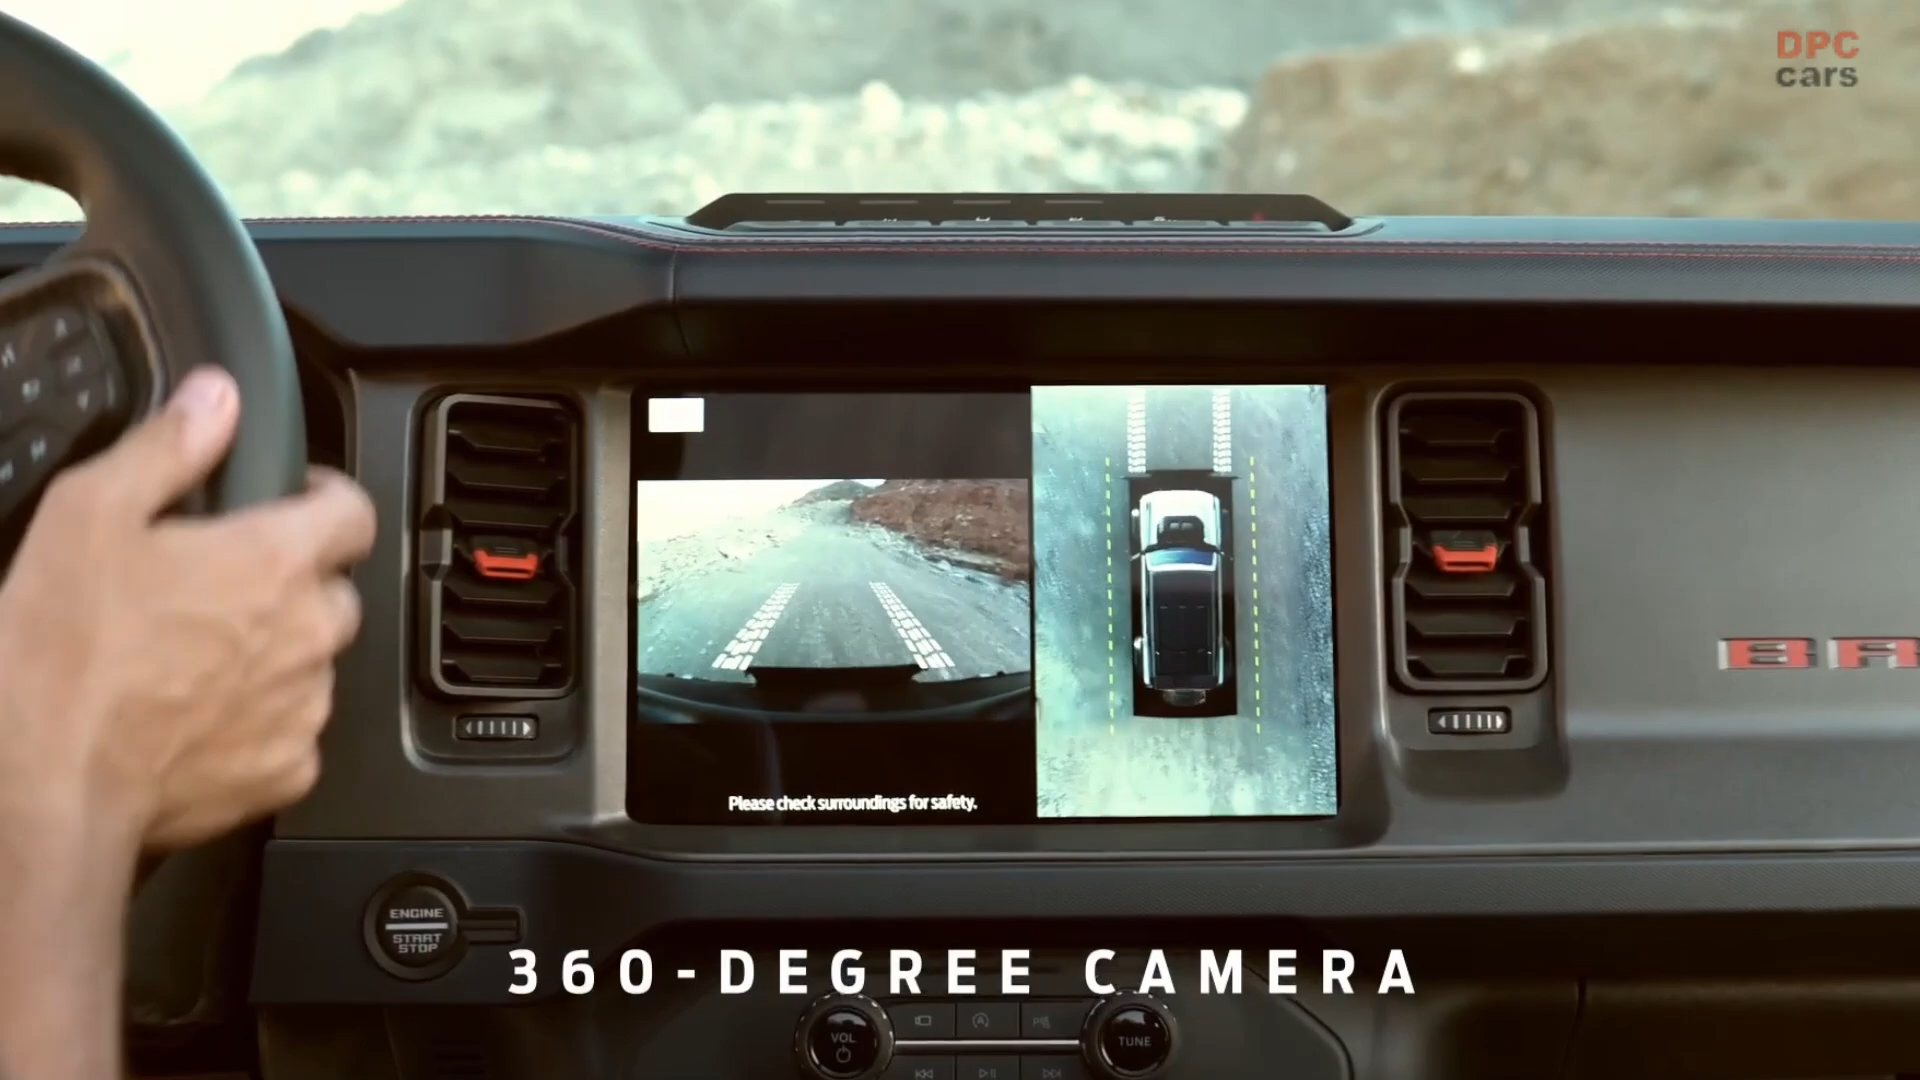 DPC
cars
Please check surroundings for safety.
ENGINE
START
STOP
360-DEGREE CAMERA
VOL
TUNE